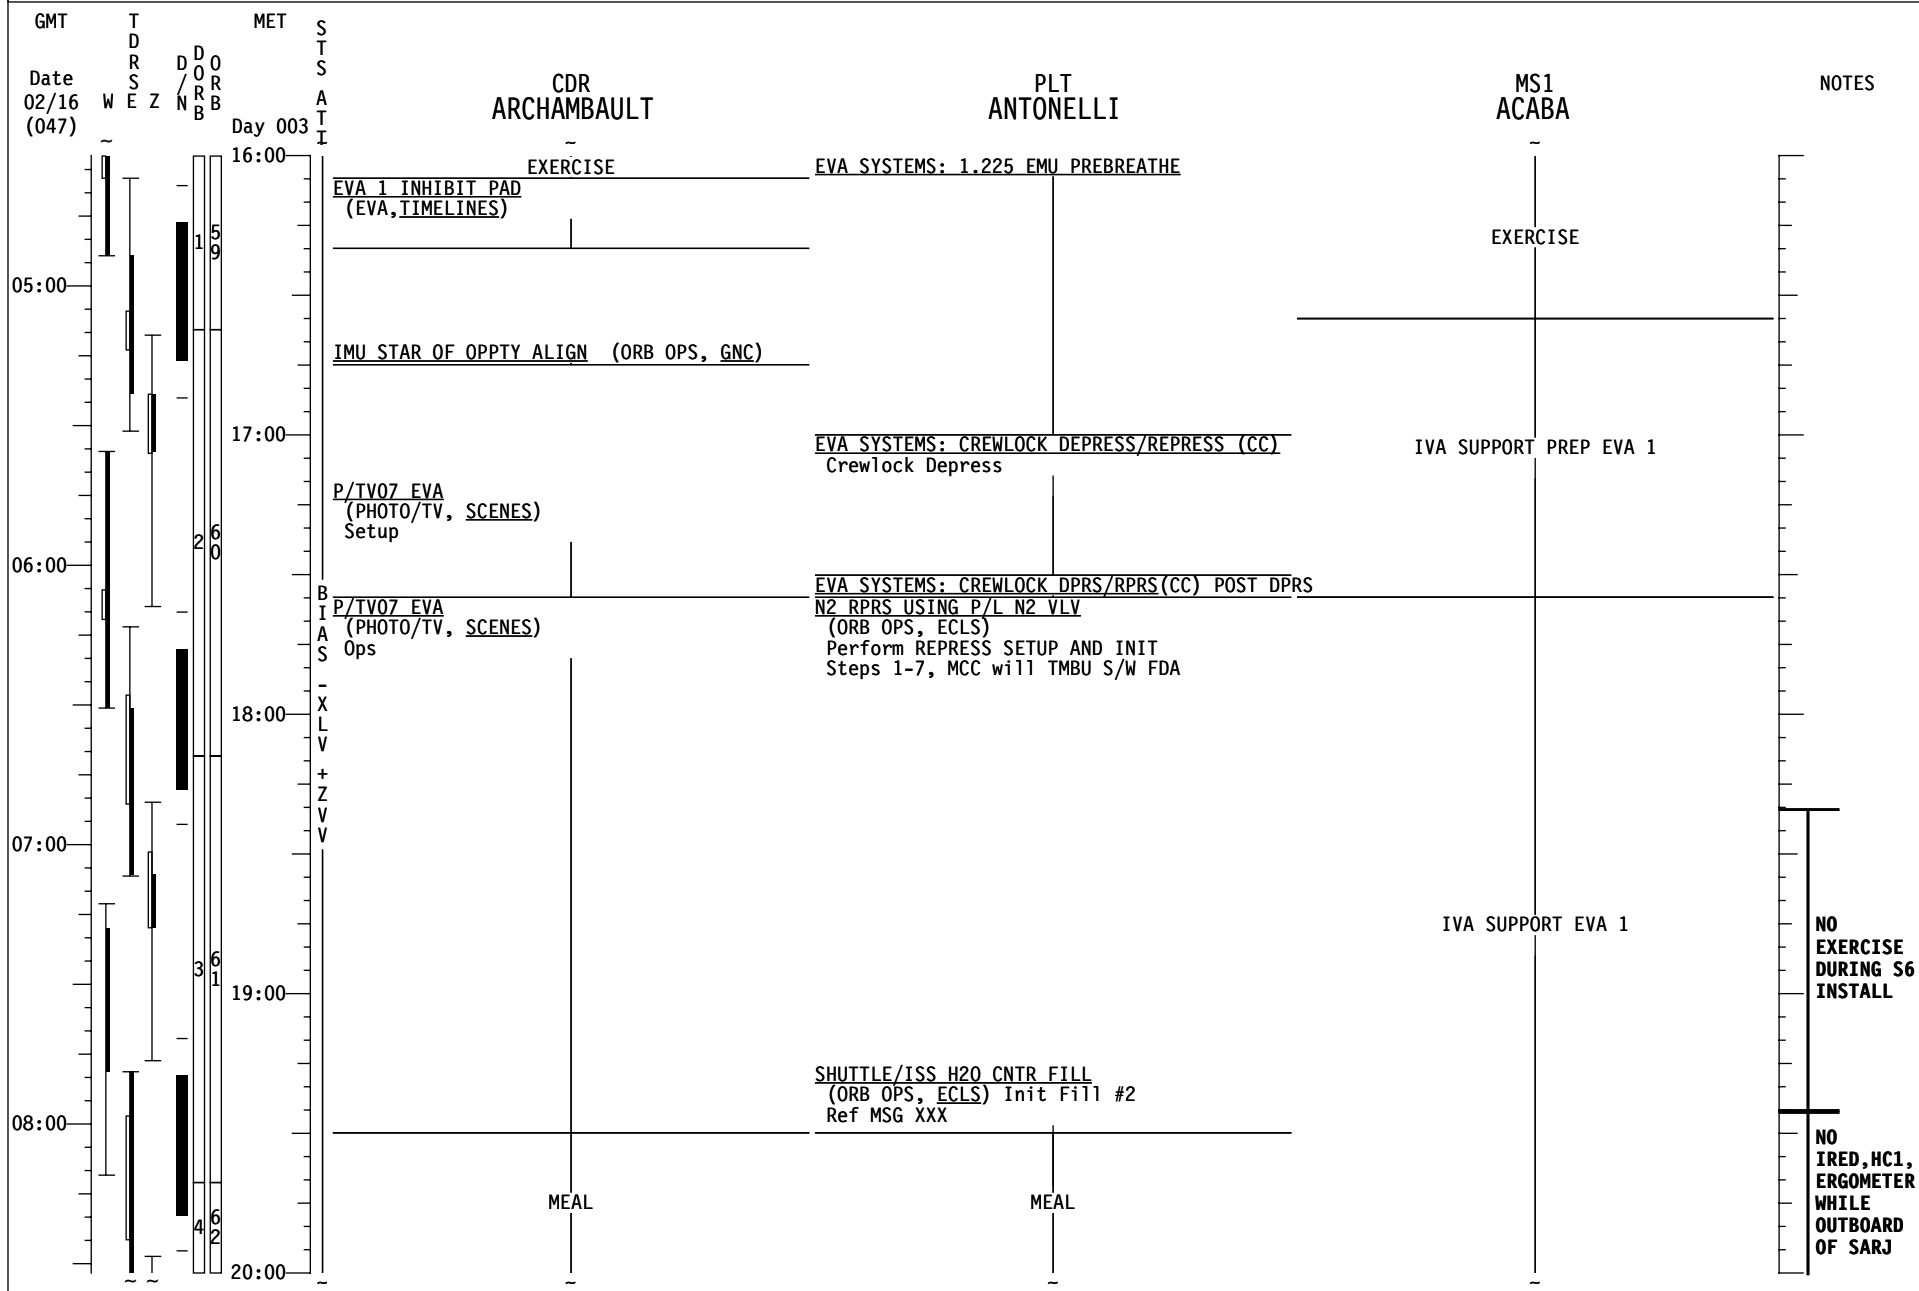 GMT
TDRS
MET
STS ATT
Date
02/16
(047)
W E Z
D/N
DORB
ORB
Day 003
CDR
ARCHAMBAULT
PLT
ANTONELLI
MS1
ACABA
NOTES
~
~
~
16:00
EXERCISE
EVA SYSTEMS: 1.225 EMU PREBREATHE
EVA 1 INHIBIT PAD
(EVA,TIMELINES)
1
59
EXERCISE
05:00
IMU STAR OF OPPTY ALIGN (ORB OPS, GNC)
17:00
EVA SYSTEMS: CREWLOCK DEPRESS/REPRESS (CC)
Crewlock Depress
IVA SUPPORT PREP EVA 1
P/TV07 EVA
(PHOTO/TV, SCENES)
Setup
2
60
06:00
BIAS -XLV +ZVV
EVA SYSTEMS: CREWLOCK DPRS/RPRS(CC) POST DPRS
P/TV07 EVA
(PHOTO/TV, SCENES)
Ops
N2 RPRS USING P/L N2 VLV
(ORB OPS, ECLS)
Perform REPRESS SETUP AND INIT
Steps 1-7, MCC will TMBU S/W FDA
18:00
07:00
IVA SUPPORT EVA 1
NO
EXERCISE
DURING S6
INSTALL
3
61
19:00
SHUTTLE/ISS H2O CNTR FILL
(ORB OPS, ECLS) Init Fill #2
Ref MSG XXX
08:00
NO
IRED,HC1,
ERGOMETER
WHILE
OUTBOARD
OF SARJ
MEAL
MEAL
4
62
20:00
~ ~ ~ ~ ~ ~